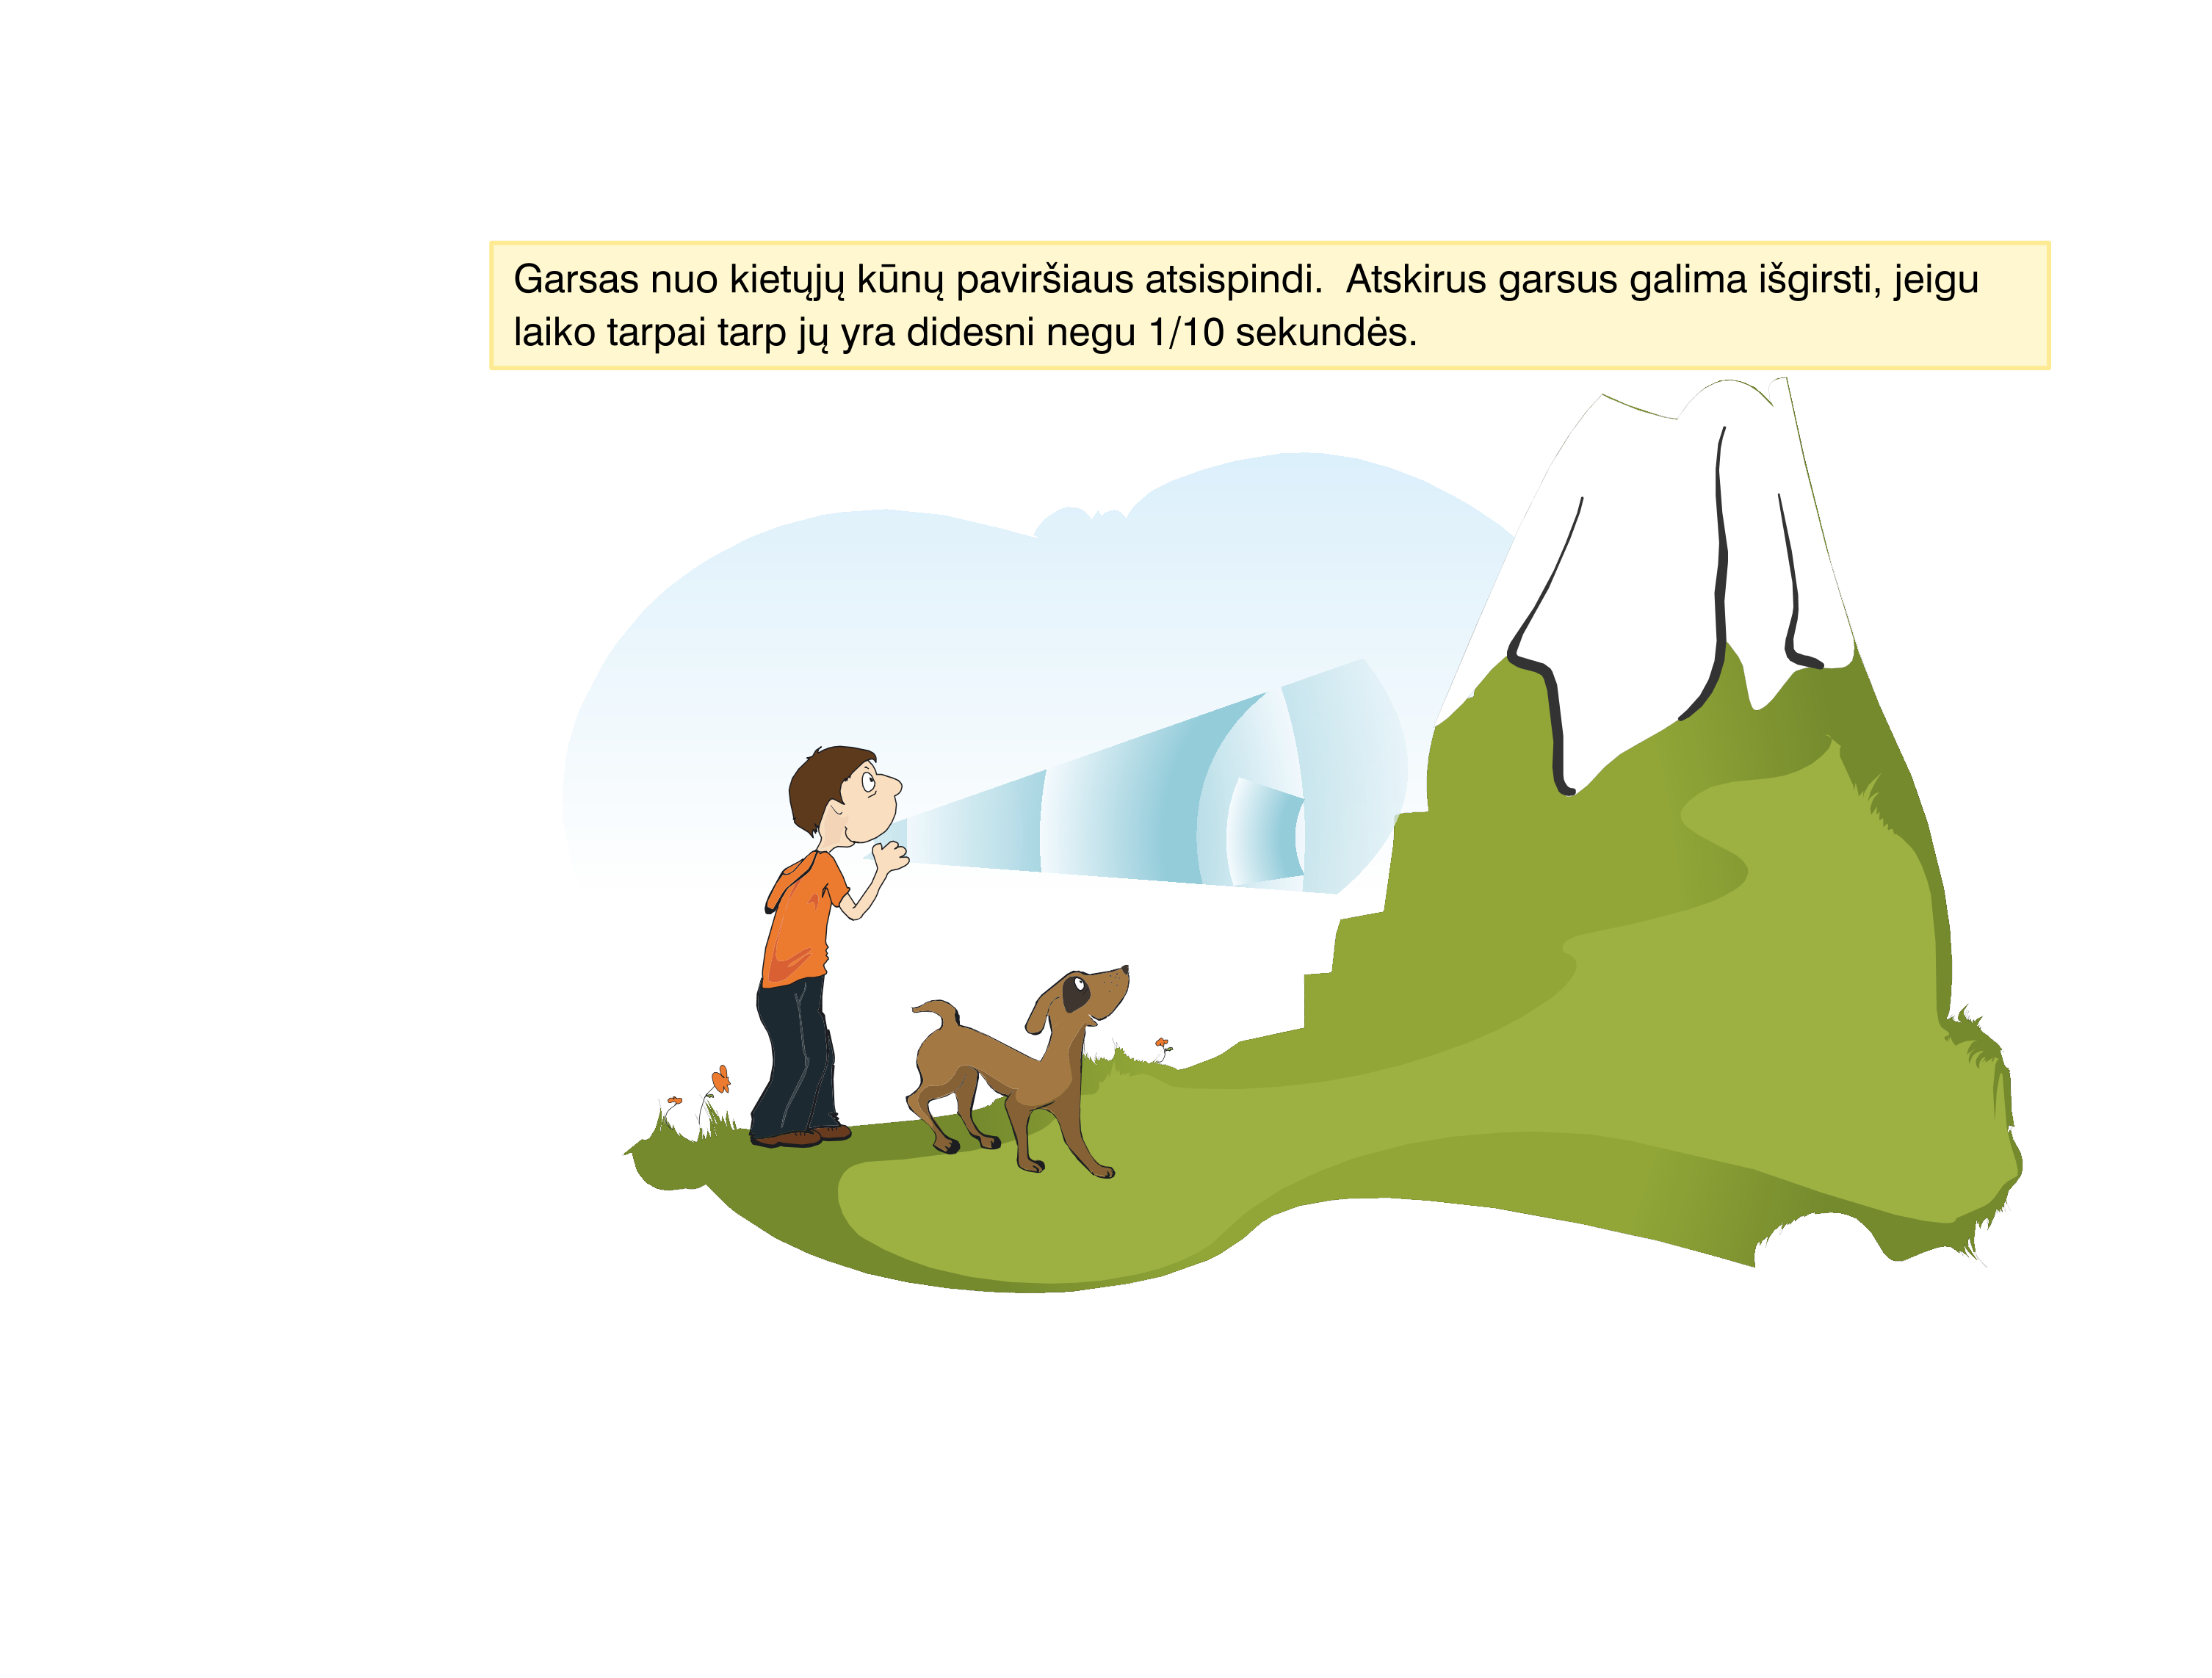 Garsas nuo kietųjų kūnų paviršiaus atsispindi.  Atskirus garsus galima išgirsti, jeigu
laiko tarpai tarp jų yra didesni negu 1/10 sekundės.